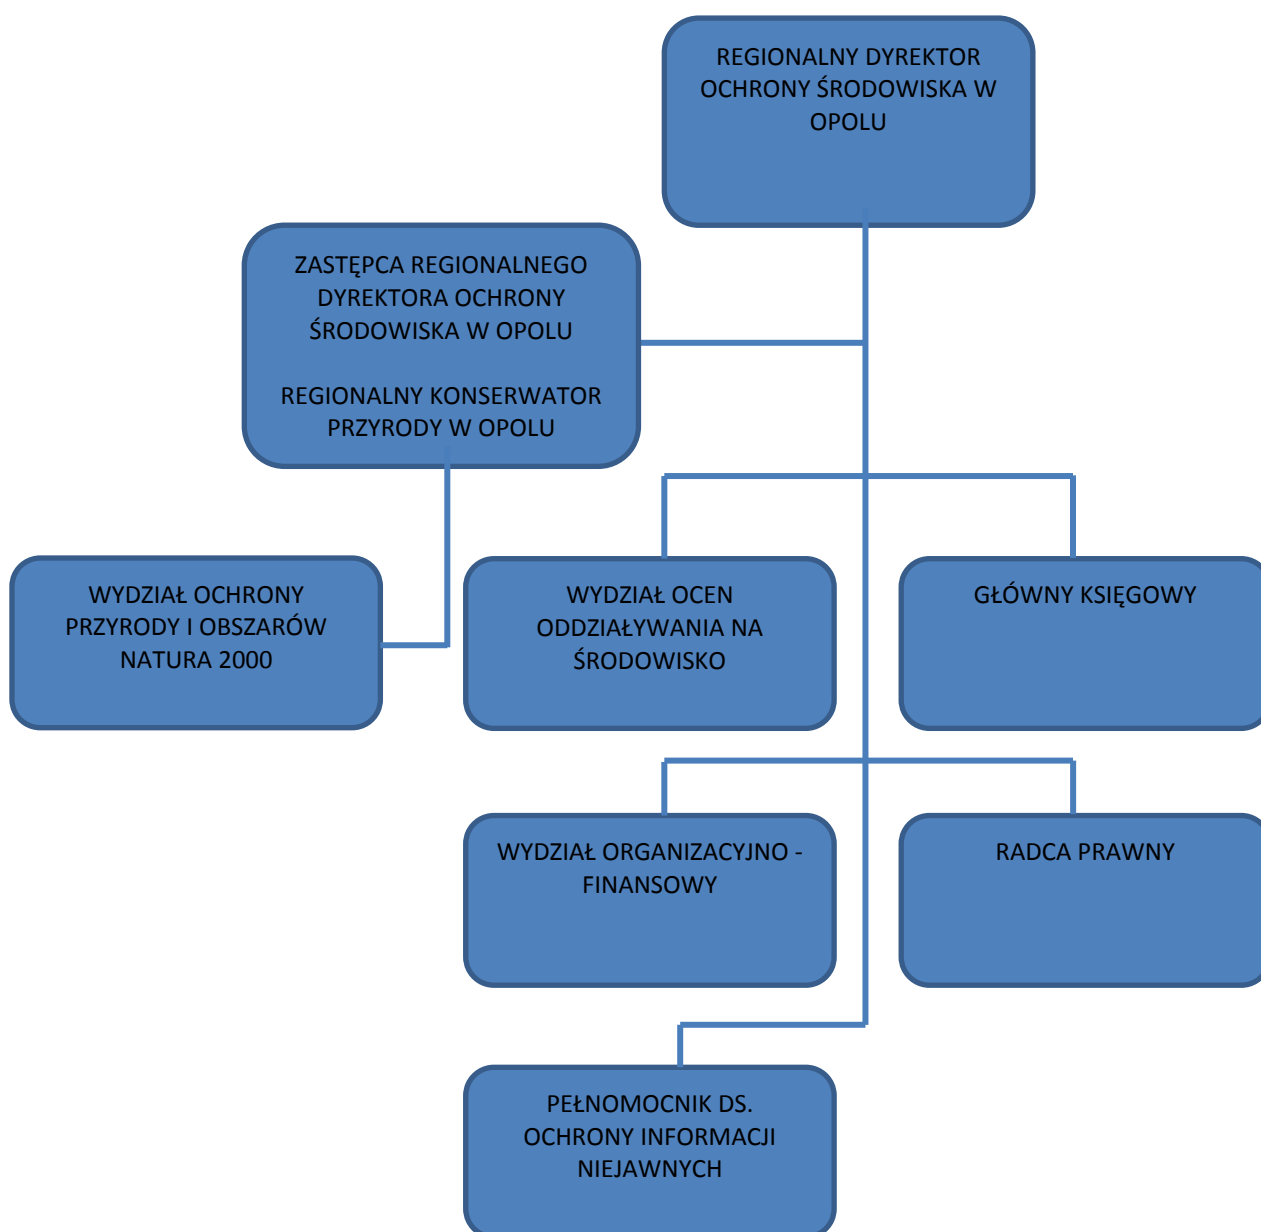 REGIONALNY DYREKTOR
OCHRONY ŚRODOWISKA W
OPOLU
ZASTĘPCA REGIONALNEGO
DYREKTORA OCHRONY
ŚRODOWISKA W OPOLU
REGIONALNY KONSERWATOR
PRZYRODY W OPOLU
WYDZIAŁ OCHRONY
PRZYRODY I OBSZARÓW
NATURA 2000
WYDZIAŁ OCEN
ODDZIAŁYWANIA NA
ŚRODOWISKO
GŁÓWNY KSIĘGOWY
WYDZIAŁ ORGANIZACYJNO -
FINANSOWY
RADCA PRAWNY
PEŁNOMOCNIK DS.
OCHRONY INFORMACJI
NIEJAWNYCH